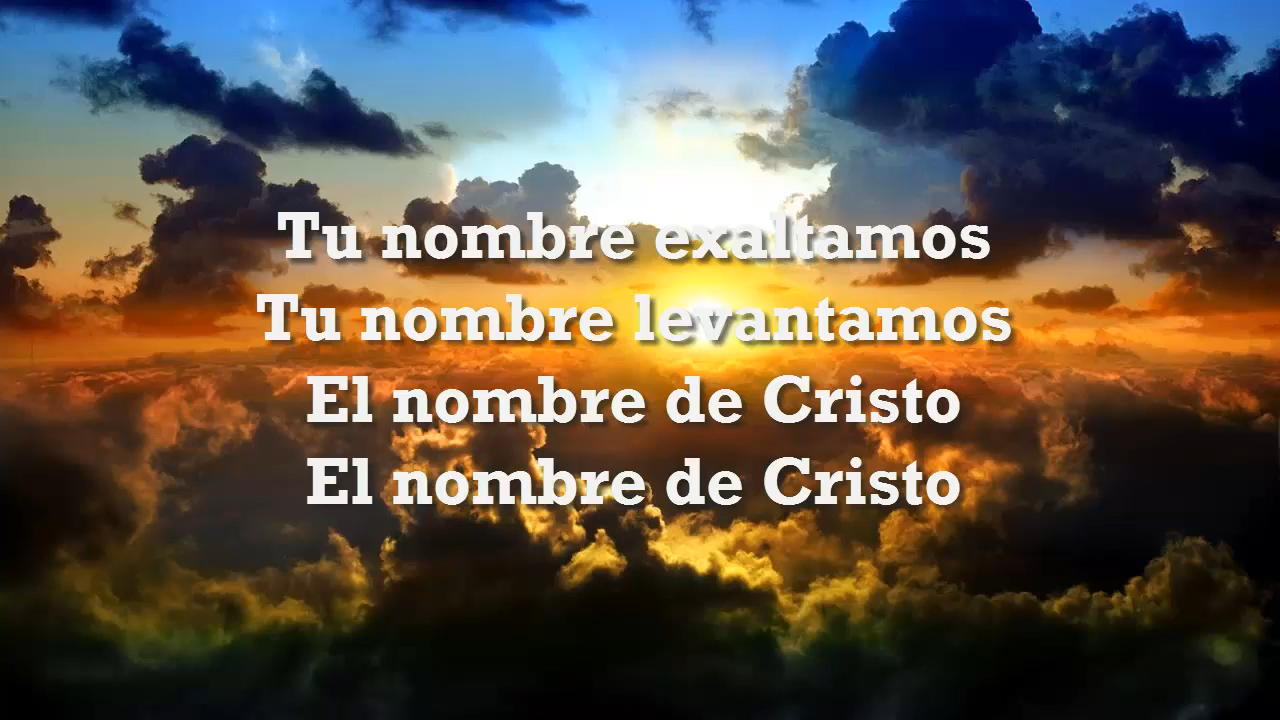 Tu nombre exaltamos
Tu nombre levantamos
El nombre de Cristo
El nombre de Cristo